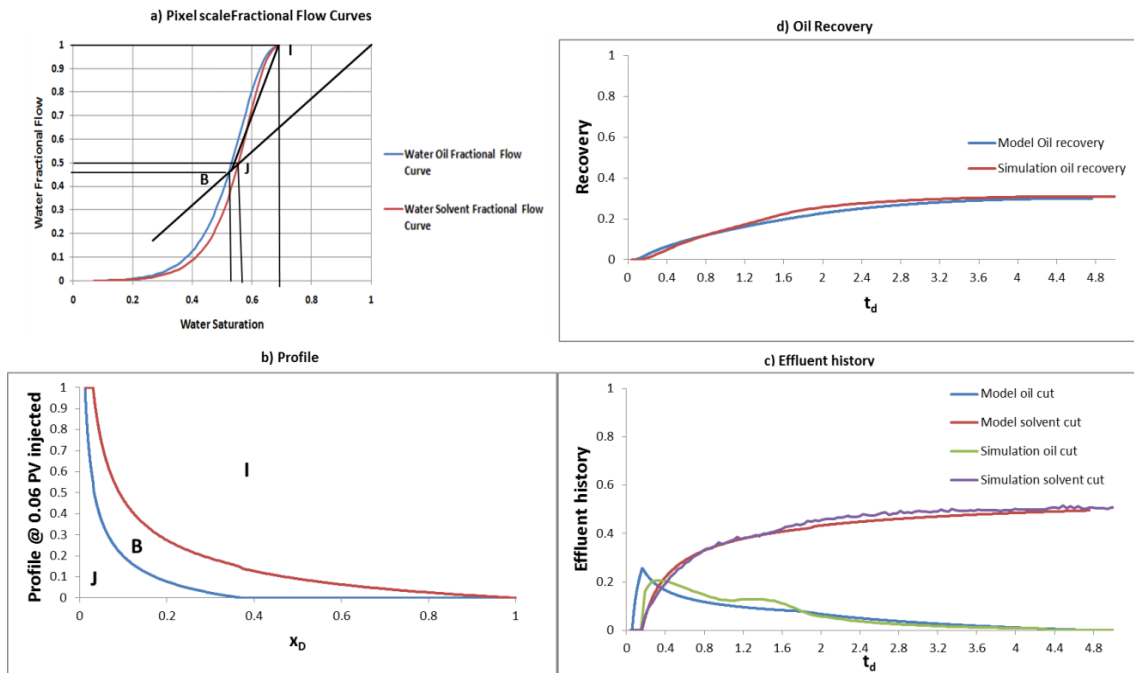 a) Pixel scaleFractional Flow Curves
Water Fractional Flow
1
0.9
0.8
0.7
0.6
0.5
0.4
0.3
0.2
0.1
0
0 0.2 0.4 0.6 0.8 1
Water Saturation
I
J
B
Water Oil Fractional Flow
Curve
Water Solvent Fractional Flow
Curve
d) Oil Recovery
Recovery
1
0.8
0.6
0.4
0.2
0
0 0.4 0.8 1.2 1.6 2 2.4 2.8 3.2 3.6 4 4.4 4.8
td
Model Oil recovery
Simulation oil recovery
b) Profile
Profile @ 0.06 PV injected
1
0.9
0.8
0.7
0.6
0.5
0.4
0.3
0.2
0.1
0
0 0.2 0.4 0.6 0.8 1
xD
I
B
J
c) Effluent history
Effluent history
1
0.8
0.6
0.4
0.2
0
0 0.4 0.8 1.2 1.6 2 2.4 2.8 3.2 3.6 4 4.4 4.8
td
Model oil cut
Model solvent cut
Simulation oil cut
Simulation solvent cut